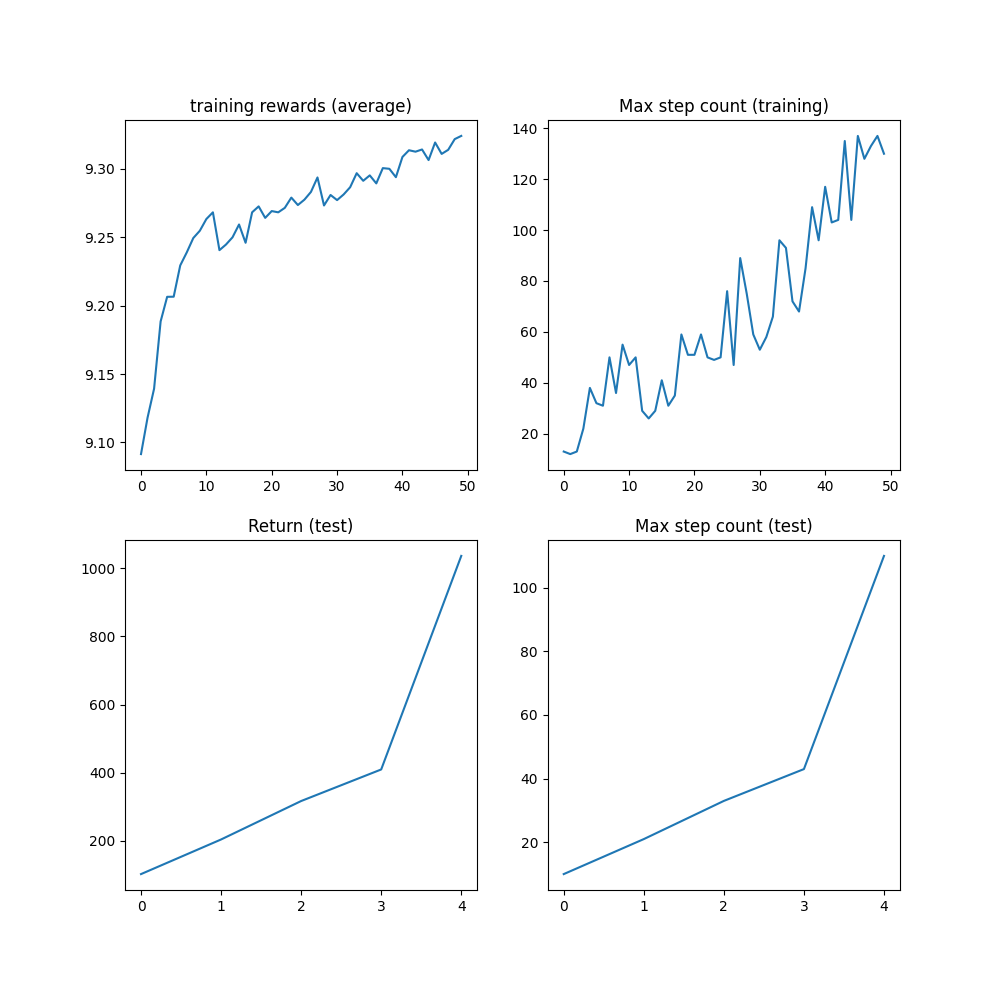 training rewards (average)
9.30
9.25
9.20
9.15
9.10
0 10 20 30 40 50
Max step count (training)
140
120
100
80
60
40
20
0 10 20 30 40 50
Return (test)
1000
800
600
400
200
0 1 2 3 4
Max step count (test)
100
80
60
40
20
0 1 2 3 4